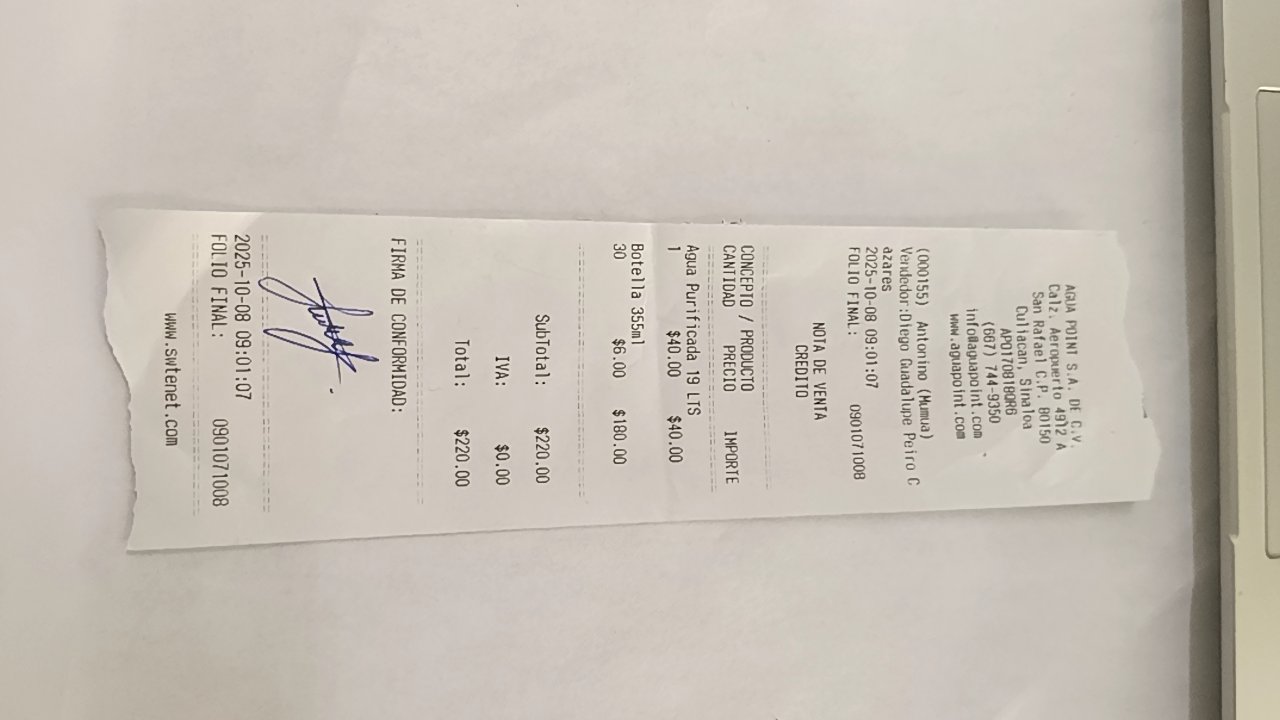 AGUA POINT S.A. DE C.V.
Calz. Aeropuerto 4912 A
San Rafael C.P. 80150
Culiacan, Sinaloa
APO170818QR6
(667) 744-9350
info@aguapoint.com
www.aguapoint.com
(000155) Antonino (Mumua)
Vendedor:Diego Guadalupe Peiro C
azares
2025-10-08 09:01:07
FOLIO FINAL: 0901071008
NOTA DE VENTA
CREDITO
CONCEPTO / PRODUCTO
CANTIDAD PRECIO IMPORTE
Agua Purificada 19 LTS
1 $40.00 $40.00
Botella 355ml
30 $6.00 $180.00
SubTotal: $220.00
IVA: $0.00
Total: $220.00
FIRMA DE CONFORMIDAD:
2025-10-08 09:01:07
FOLIO FINAL: 0901071008
www.swtenet.com